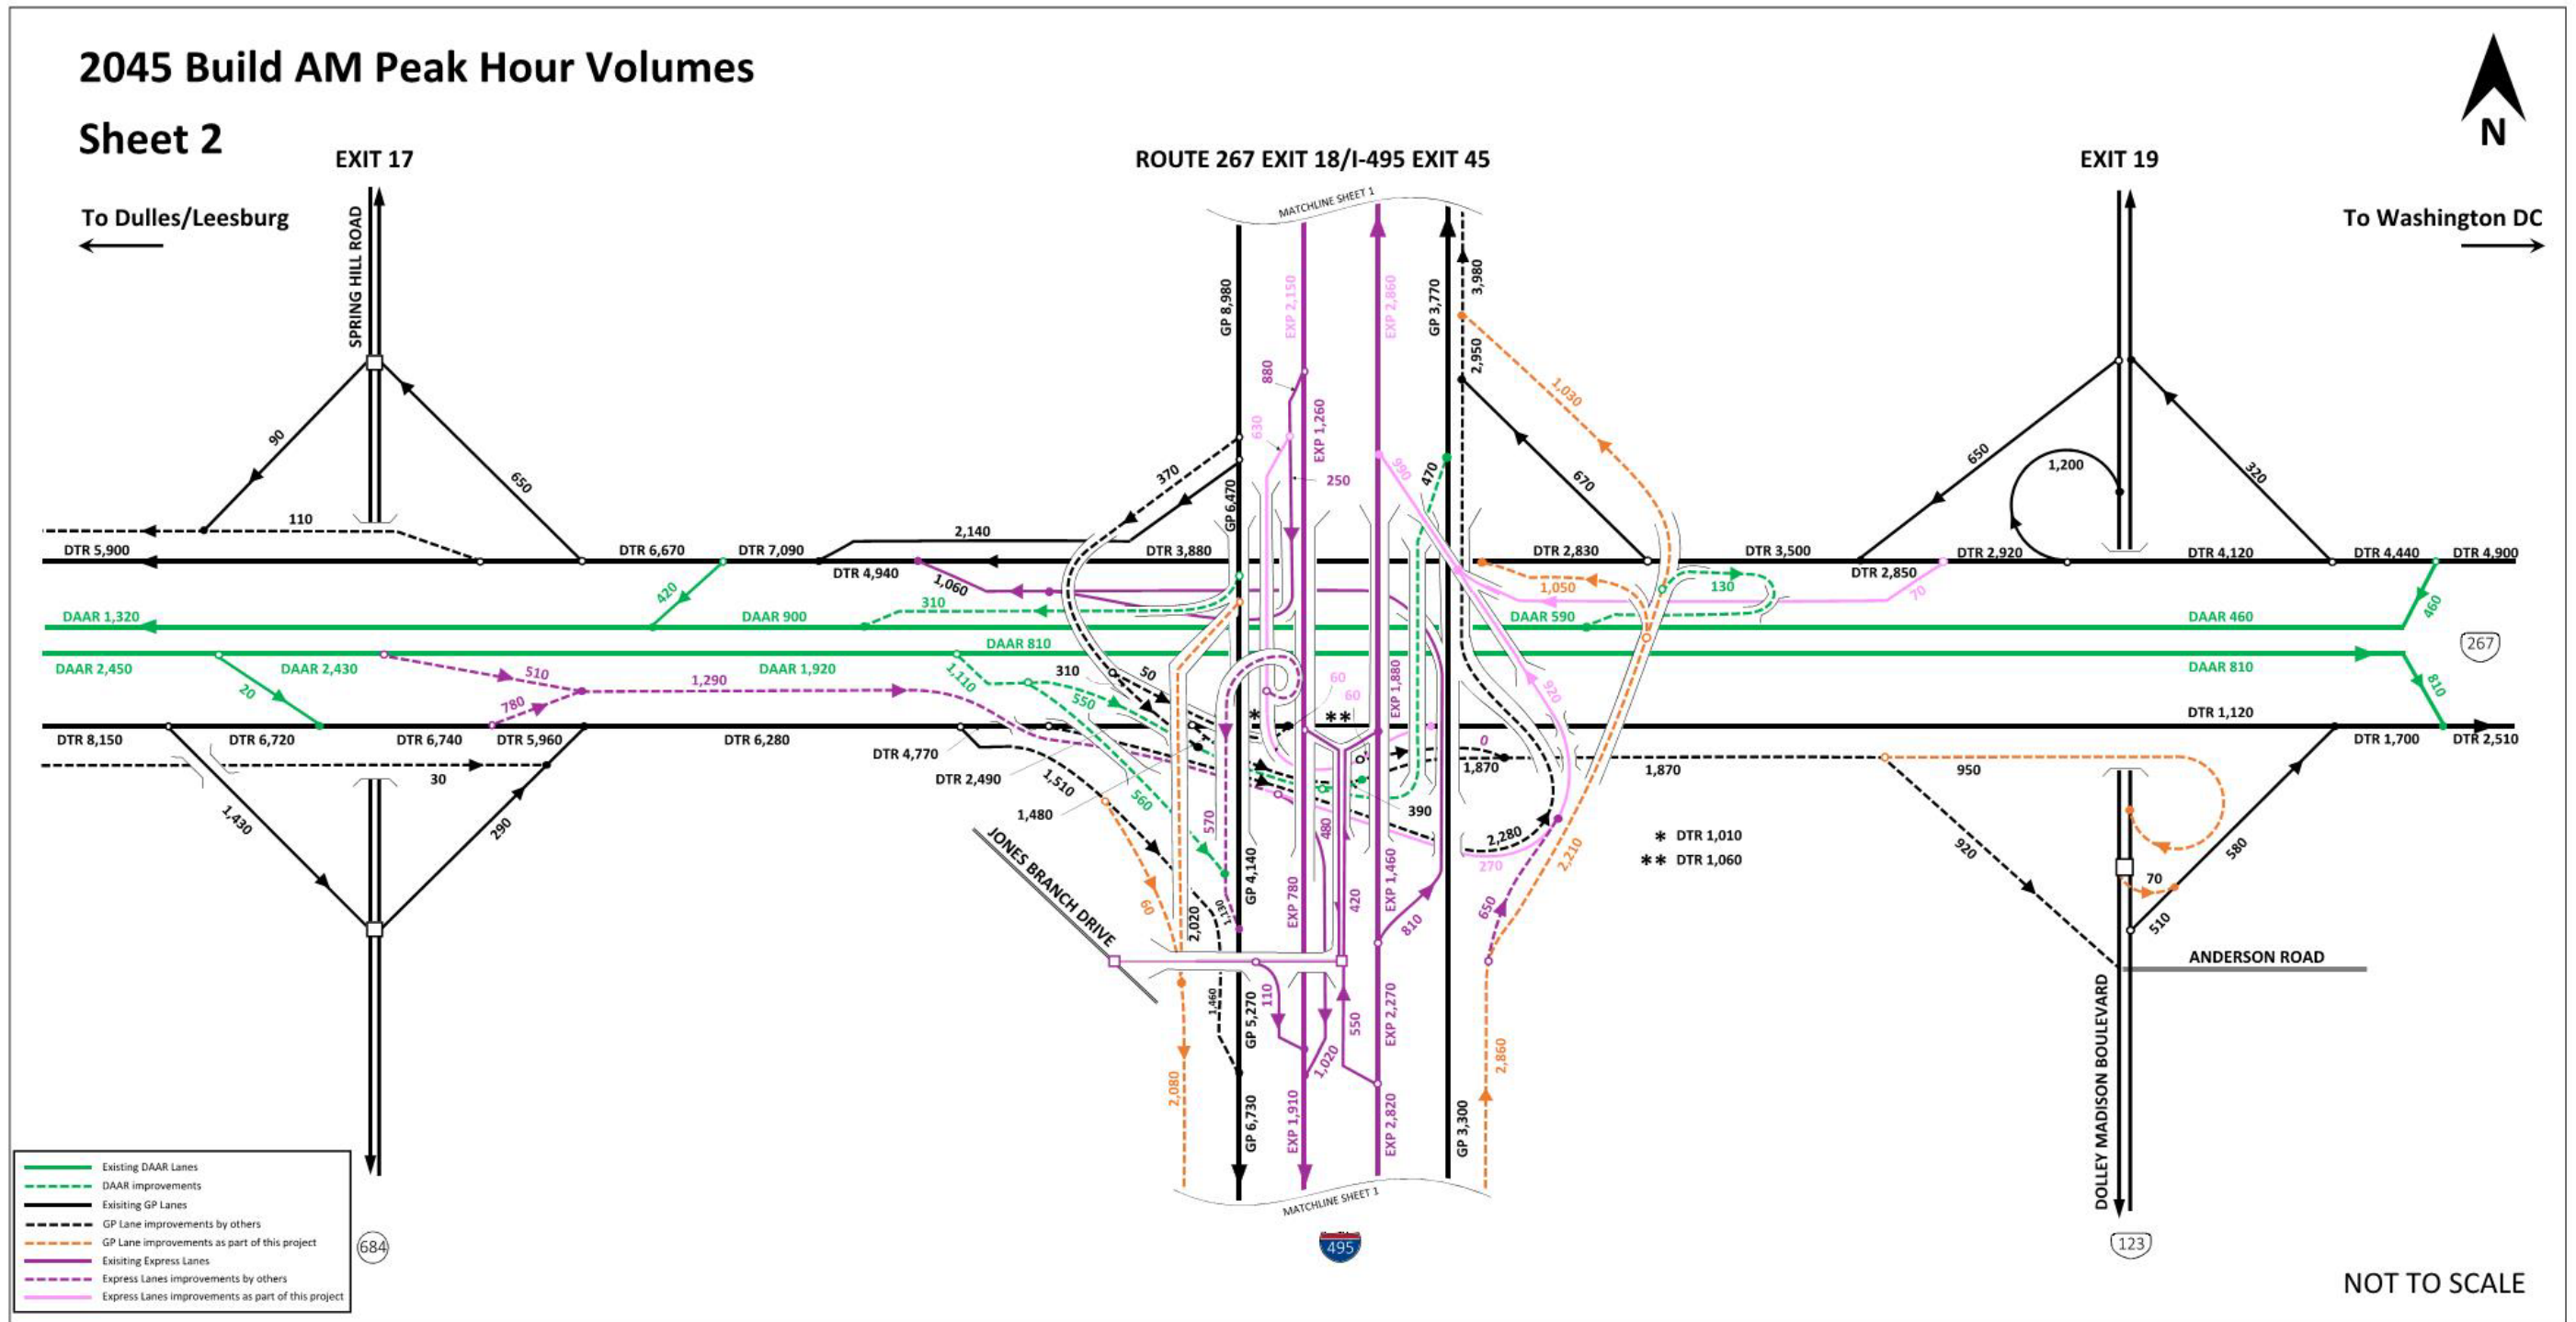 2045 Build AM Peak Hour Volumes
Sheet 2
N
EXIT 17
ROUTE 267 EXIT 18/I-495 EXIT 45
EXIT 19
To Dulles/Leesburg
To Washington DC
SPRING HILL ROAD
MATCHLINE SHEET 1
GP 8,980
EXP 2,150
EXP 2,860
GP 3,770
3,980
2,950
880
630
EXP 1,260
250
370
GP 6,470
990
470
670
1,030
90
650
110
650
1,200
320
DTR 5,900
DTR 6,670
DTR 7,090
2,140
DTR 4,940
DTR 3,880
DTR 2,830
DTR 3,500
DTR 2,850
DTR 2,920
DTR 4,120
DTR 4,440
DTR 4,900
420
1,060
310
1,050
130
70
460
DAAR 1,320
DAAR 900
DAAR 590
DAAR 460
267
DAAR 2,450
DAAR 2,430
DAAR 1,920
DAAR 810
DAAR 810
20
510
780
1,290
1,110
310
50
550
60
60
EXP 1,880
920
810
*
**
DTR 8,150
DTR 6,720
DTR 6,740
DTR 5,960
DTR 6,280
DTR 4,770
DTR 2,490
DTR 1,120
DTR 1,700
DTR 2,510
30
1,430
290
1,510
1,480
560
570
480
390
0
1,870
1,870
950
2,280
270
2,210
* DTR 1,010
** DTR 1,060
920
580
70
510
JONES BRANCH DRIVE
60
2,020
1,130
GP 4,140
EXP 780
420
EXP 1,460
810
650
ANDERSON ROAD
1,460
GP 5,270
110
550
EXP 2,270
1,020
2,860
2,080
GP 6,730
EXP 1,910
EXP 2,820
GP 3,300
DOLLEY MADISON BOULEVARD
MATCHLINE SHEET 1
Existing DAAR Lanes
DAAR improvements
Exisiting GP Lanes
GP Lane improvements by others
GP Lane improvements as part of this project
Exisiting Express Lanes
Express Lanes improvements by others
Express Lanes improvements as part of this project
684
495
123
NOT TO SCALE